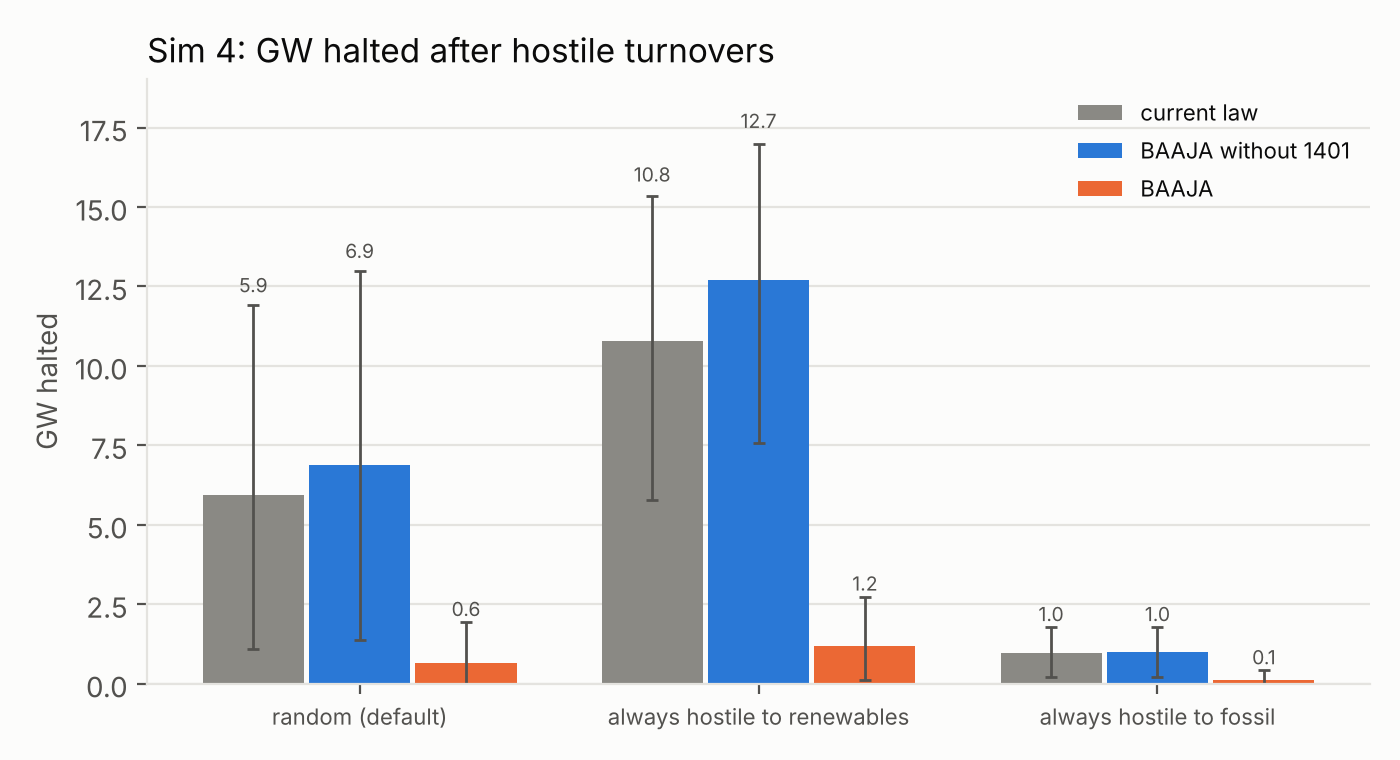 Sim 4: GW halted after hostile turnovers
current law
BAAJA without 1401
BAAJA
GW halted
17.5
15.0
12.5
10.0
7.5
5.0
2.5
0.0
5.9
6.9
0.6
10.8
12.7
1.2
1.0
1.0
0.1
random (default)
always hostile to renewables
always hostile to fossil